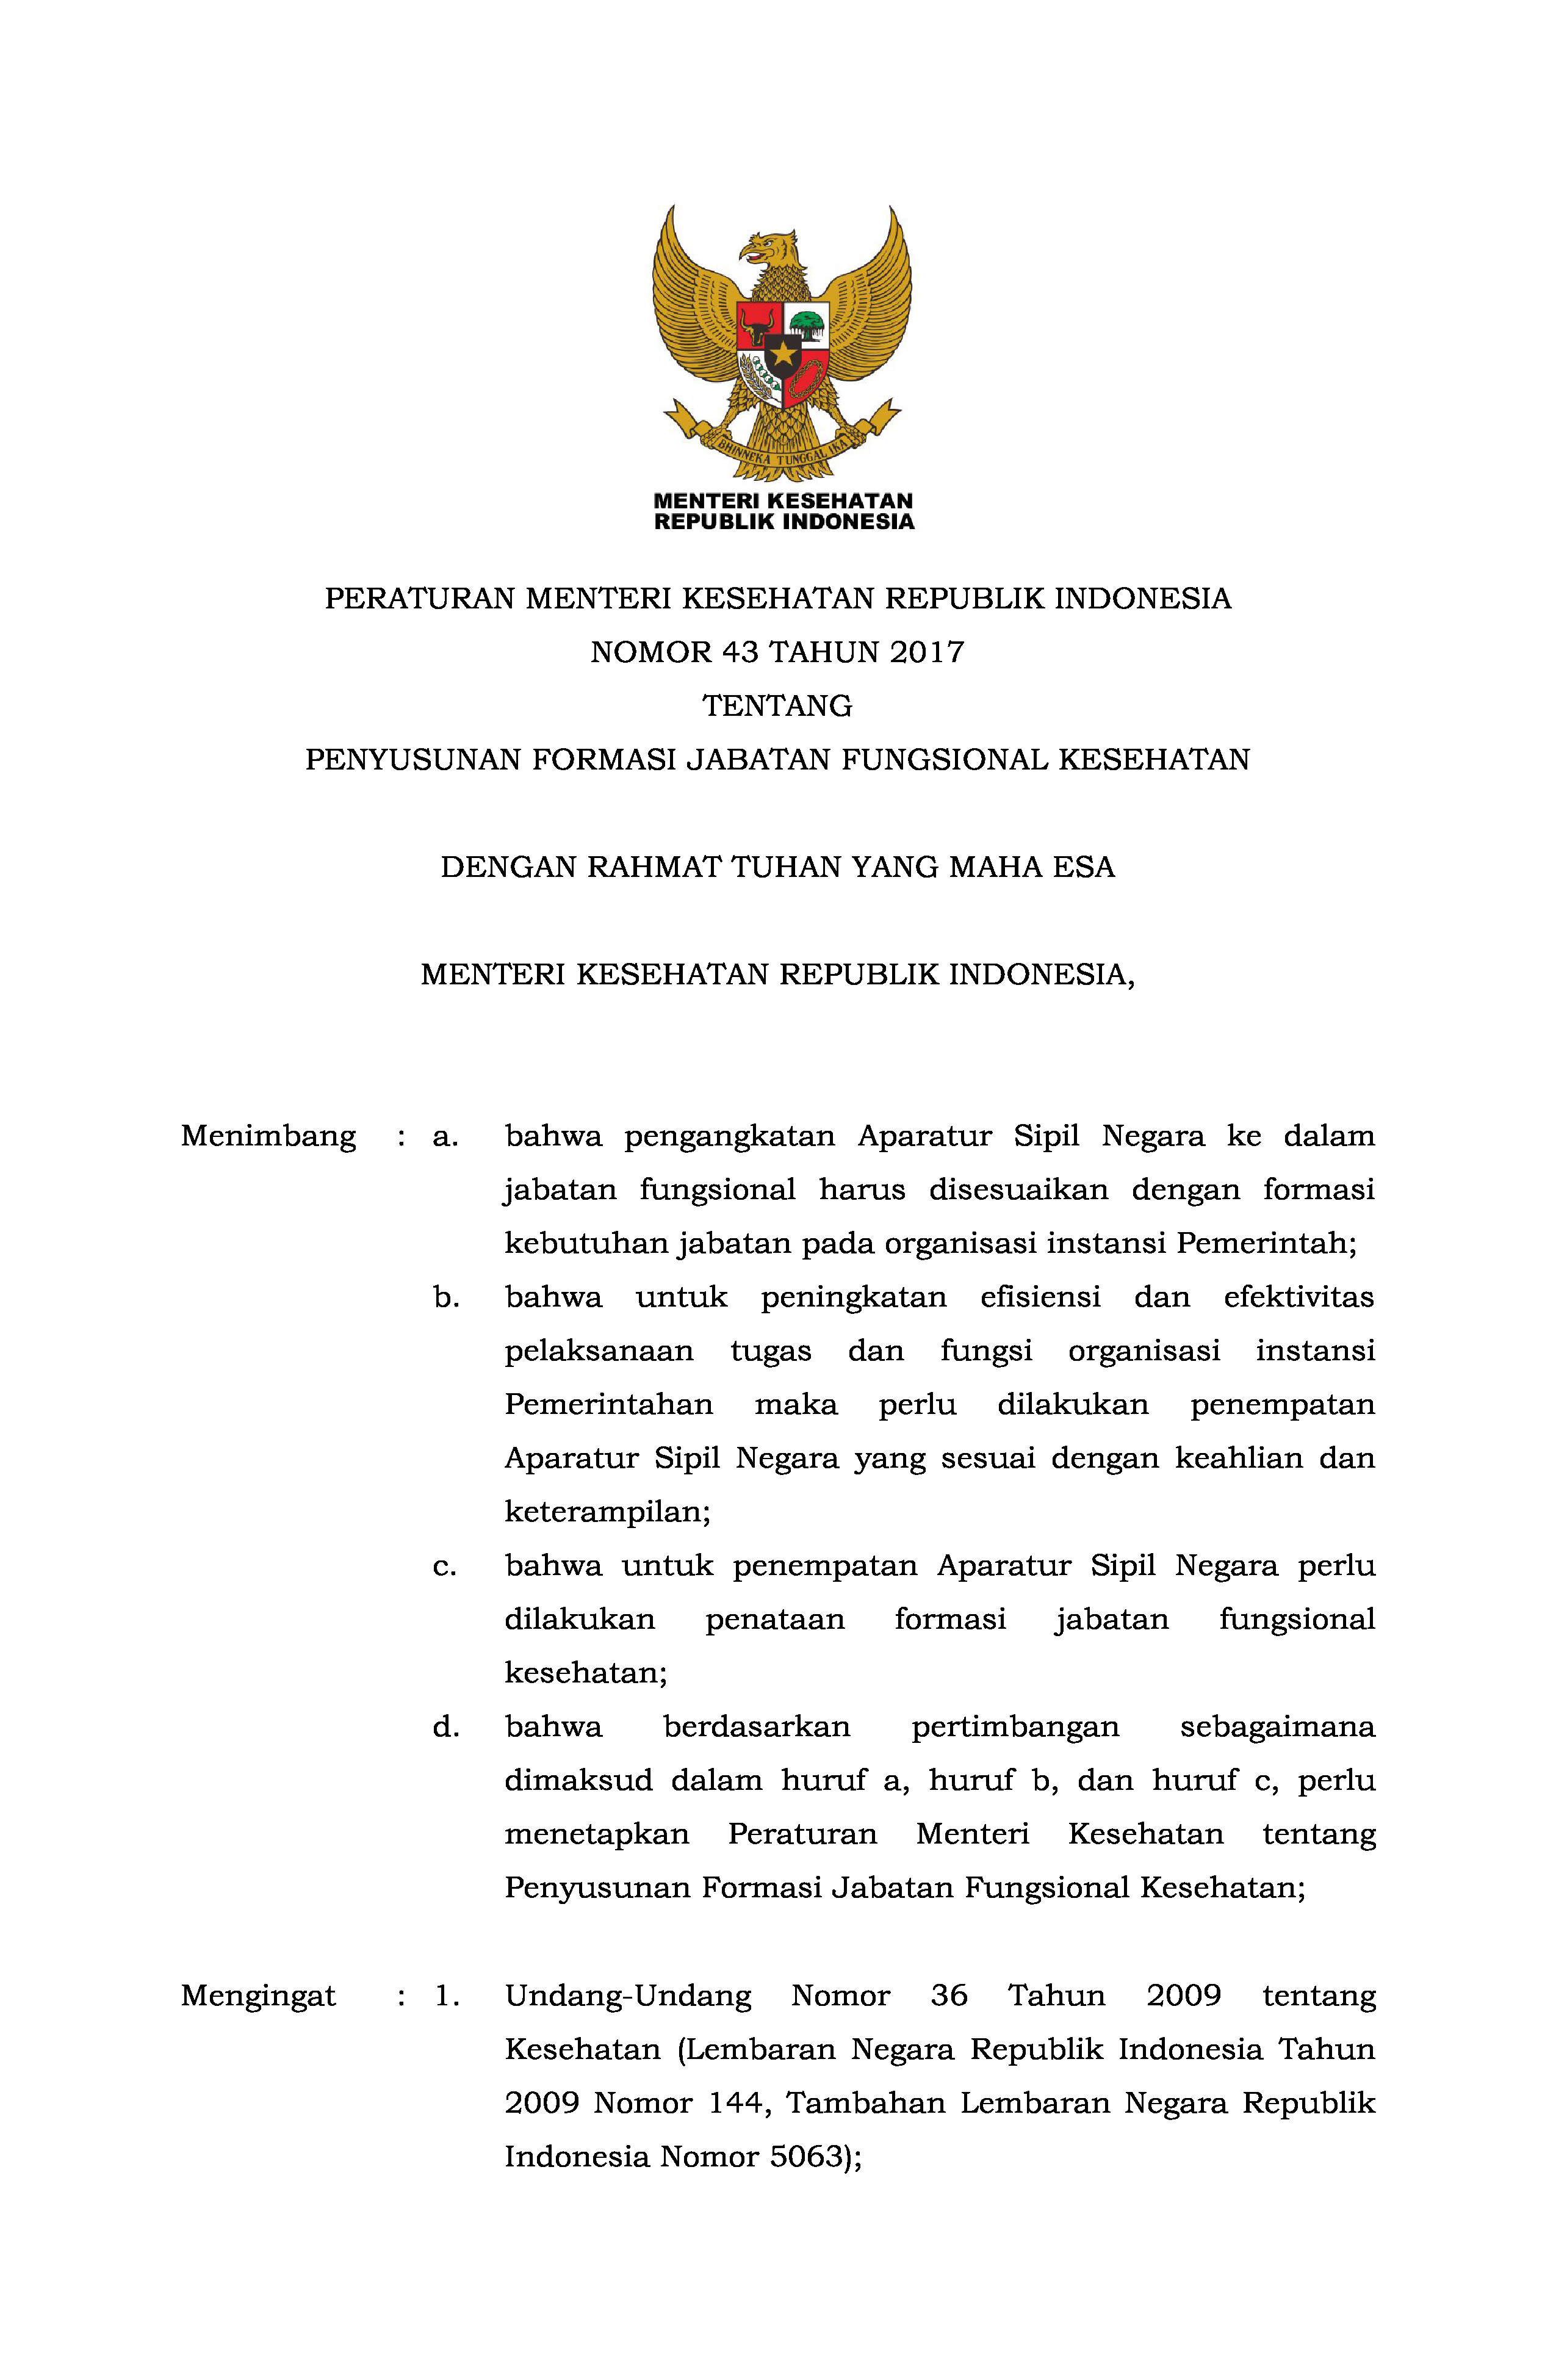 BHINNEKA TUNGGAL IKA
MENTERI KESEHATAN
REPUBLIK INDONESIA
PERATURAN MENTERI KESEHATAN REPUBLIK INDONESIA
NOMOR 43 TAHUN 2017
TENTANG
PENYUSUNAN FORMASI JABATAN FUNGSIONAL KESEHATAN
DENGAN RAHMAT TUHAN YANG MAHA ESA
MENTERI KESEHATAN REPUBLIK INDONESIA,
Menimbang : a. bahwa pengangkatan Aparatur Sipil Negara ke dalam
jabatan fungsional harus disesuaikan dengan formasi
kebutuhan jabatan pada organisasi instansi Pemerintah;
b. bahwa untuk peningkatan efisiensi dan efektivitas
pelaksanaan tugas dan fungsi organisasi instansi
Pemerintahan maka perlu dilakukan penempatan
Aparatur Sipil Negara yang sesuai dengan keahlian dan
keterampilan;
c. bahwa untuk penempatan Aparatur Sipil Negara perlu
dilakukan penataan formasi jabatan fungsional
kesehatan;
d. bahwa berdasarkan pertimbangan sebagaimana
dimaksud dalam huruf a, huruf b, dan huruf c, perlu
menetapkan Peraturan Menteri Kesehatan tentang
Penyusunan Formasi Jabatan Fungsional Kesehatan;
Mengingat : 1. Undang-Undang Nomor 36 Tahun 2009 tentang
Kesehatan (Lembaran Negara Republik Indonesia Tahun
2009 Nomor 144, Tambahan Lembaran Negara Republik
Indonesia Nomor 5063);